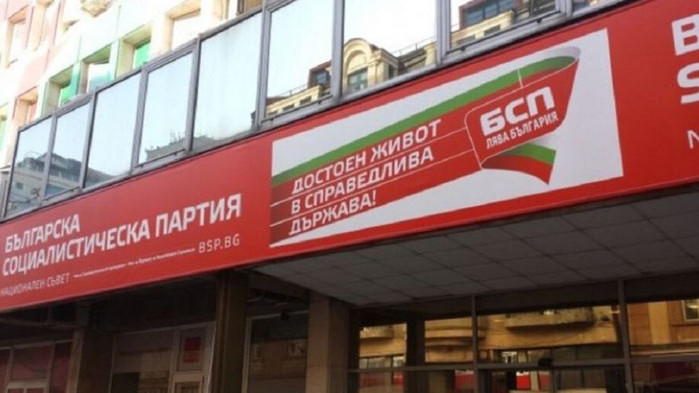 БЪЛГАРСКА
СОЦИАЛИСТИЧЕСКА ПАРТИЯ
НАЦИОНАЛЕН СЪВЕТ
BSP.BG
ДОСТОЕН ЖИВОТ
В СПРАВЕДЛИВА
ДЪРЖАВА!
БСП
ЛЯВА БЪЛГАРИЯ
B
S
N